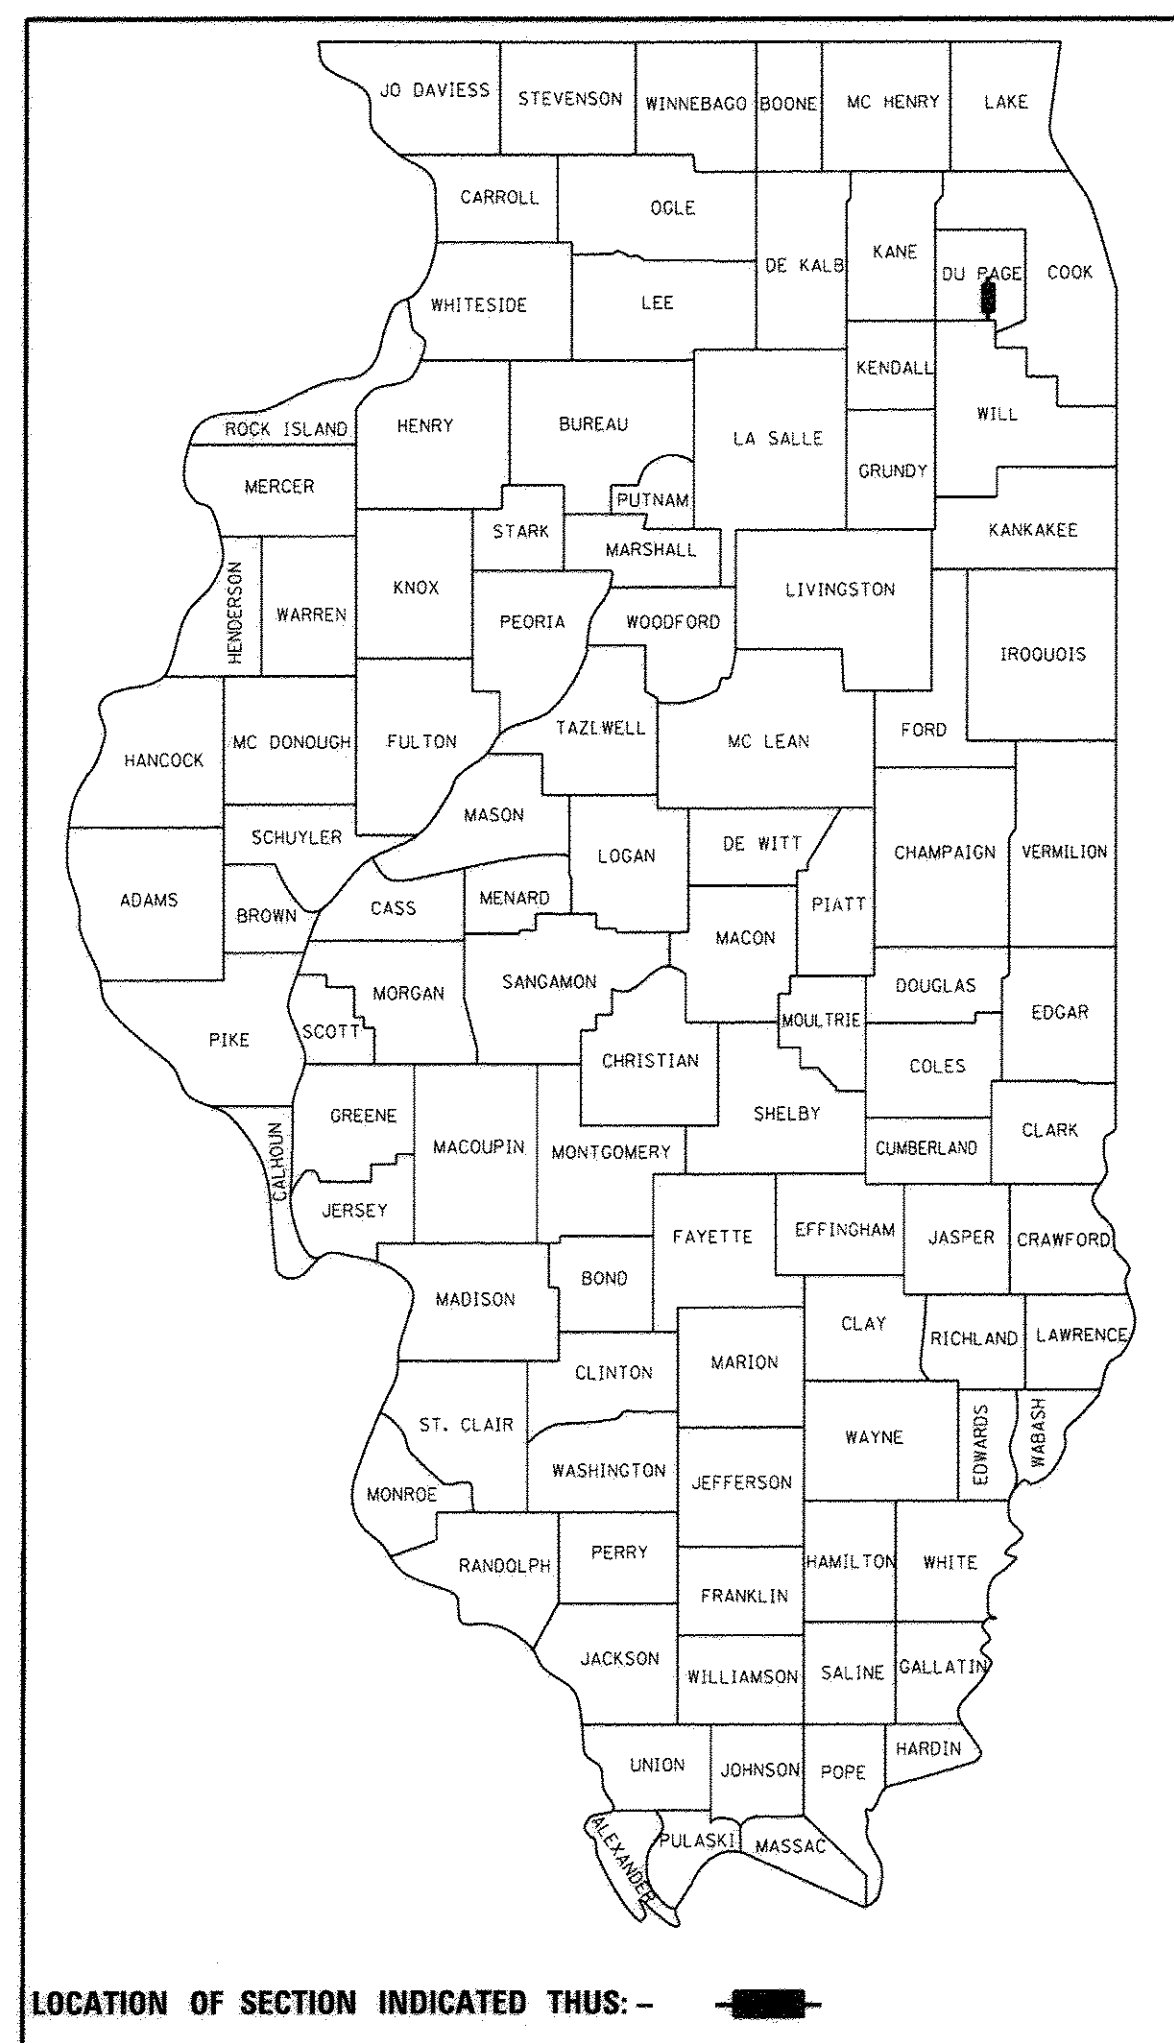 JO DAVIESS
STEVENSON
WINNEBAGO
BOONE
MC HENRY
LAKE
CARROLL
OGLE
DE KALB
KANE
DU PAGE
COOK
WHITESIDE
LEE
KENDALL
WILL
ROCK ISLAND
HENRY
BUREAU
LA SALLE
GRUNDY
MERCER
PUTNAM
STARK
MARSHALL
KANKAKEE
HENDERSON
WARREN
KNOX
PEORIA
WOODFORD
LIVINGSTON
IROQUOIS
HANCOCK
MC DONOUGH
FULTON
TAZLWELL
MC LEAN
FORD
SCHUYLER
MASON
LOGAN
DE WITT
CHAMPAIGN
VERMILION
ADAMS
BROWN
CASS
MENARD
PIATT
MACON
PIKE
SCOTT
MORGAN
SANGAMON
CHRISTIAN
MOULTRIE
DOUGLAS
EDGAR
COLES
CALHOUN
GREENE
MACOUPIN
MONTGOMERY
SHELBY
CUMBERLAND
CLARK
JERSEY
FAYETTE
EFFINGHAM
JASPER
CRAWFORD
MADISON
BOND
CLAY
RICHLAND
LAWRENCE
CLINTON
MARION
ST. CLAIR
WAYNE
EDWARDS
WABASH
MONROE
WASHINGTON
JEFFERSON
RANDOLPH
PERRY
FRANKLIN
HAMILTON
WHITE
JACKSON
WILLIAMSON
SALINE
GALLATIN
UNION
JOHNSON
POPE
HARDIN
ALEXANDER
PULASKI
MASSAC
LOCATION OF SECTION INDICATED THUS: -